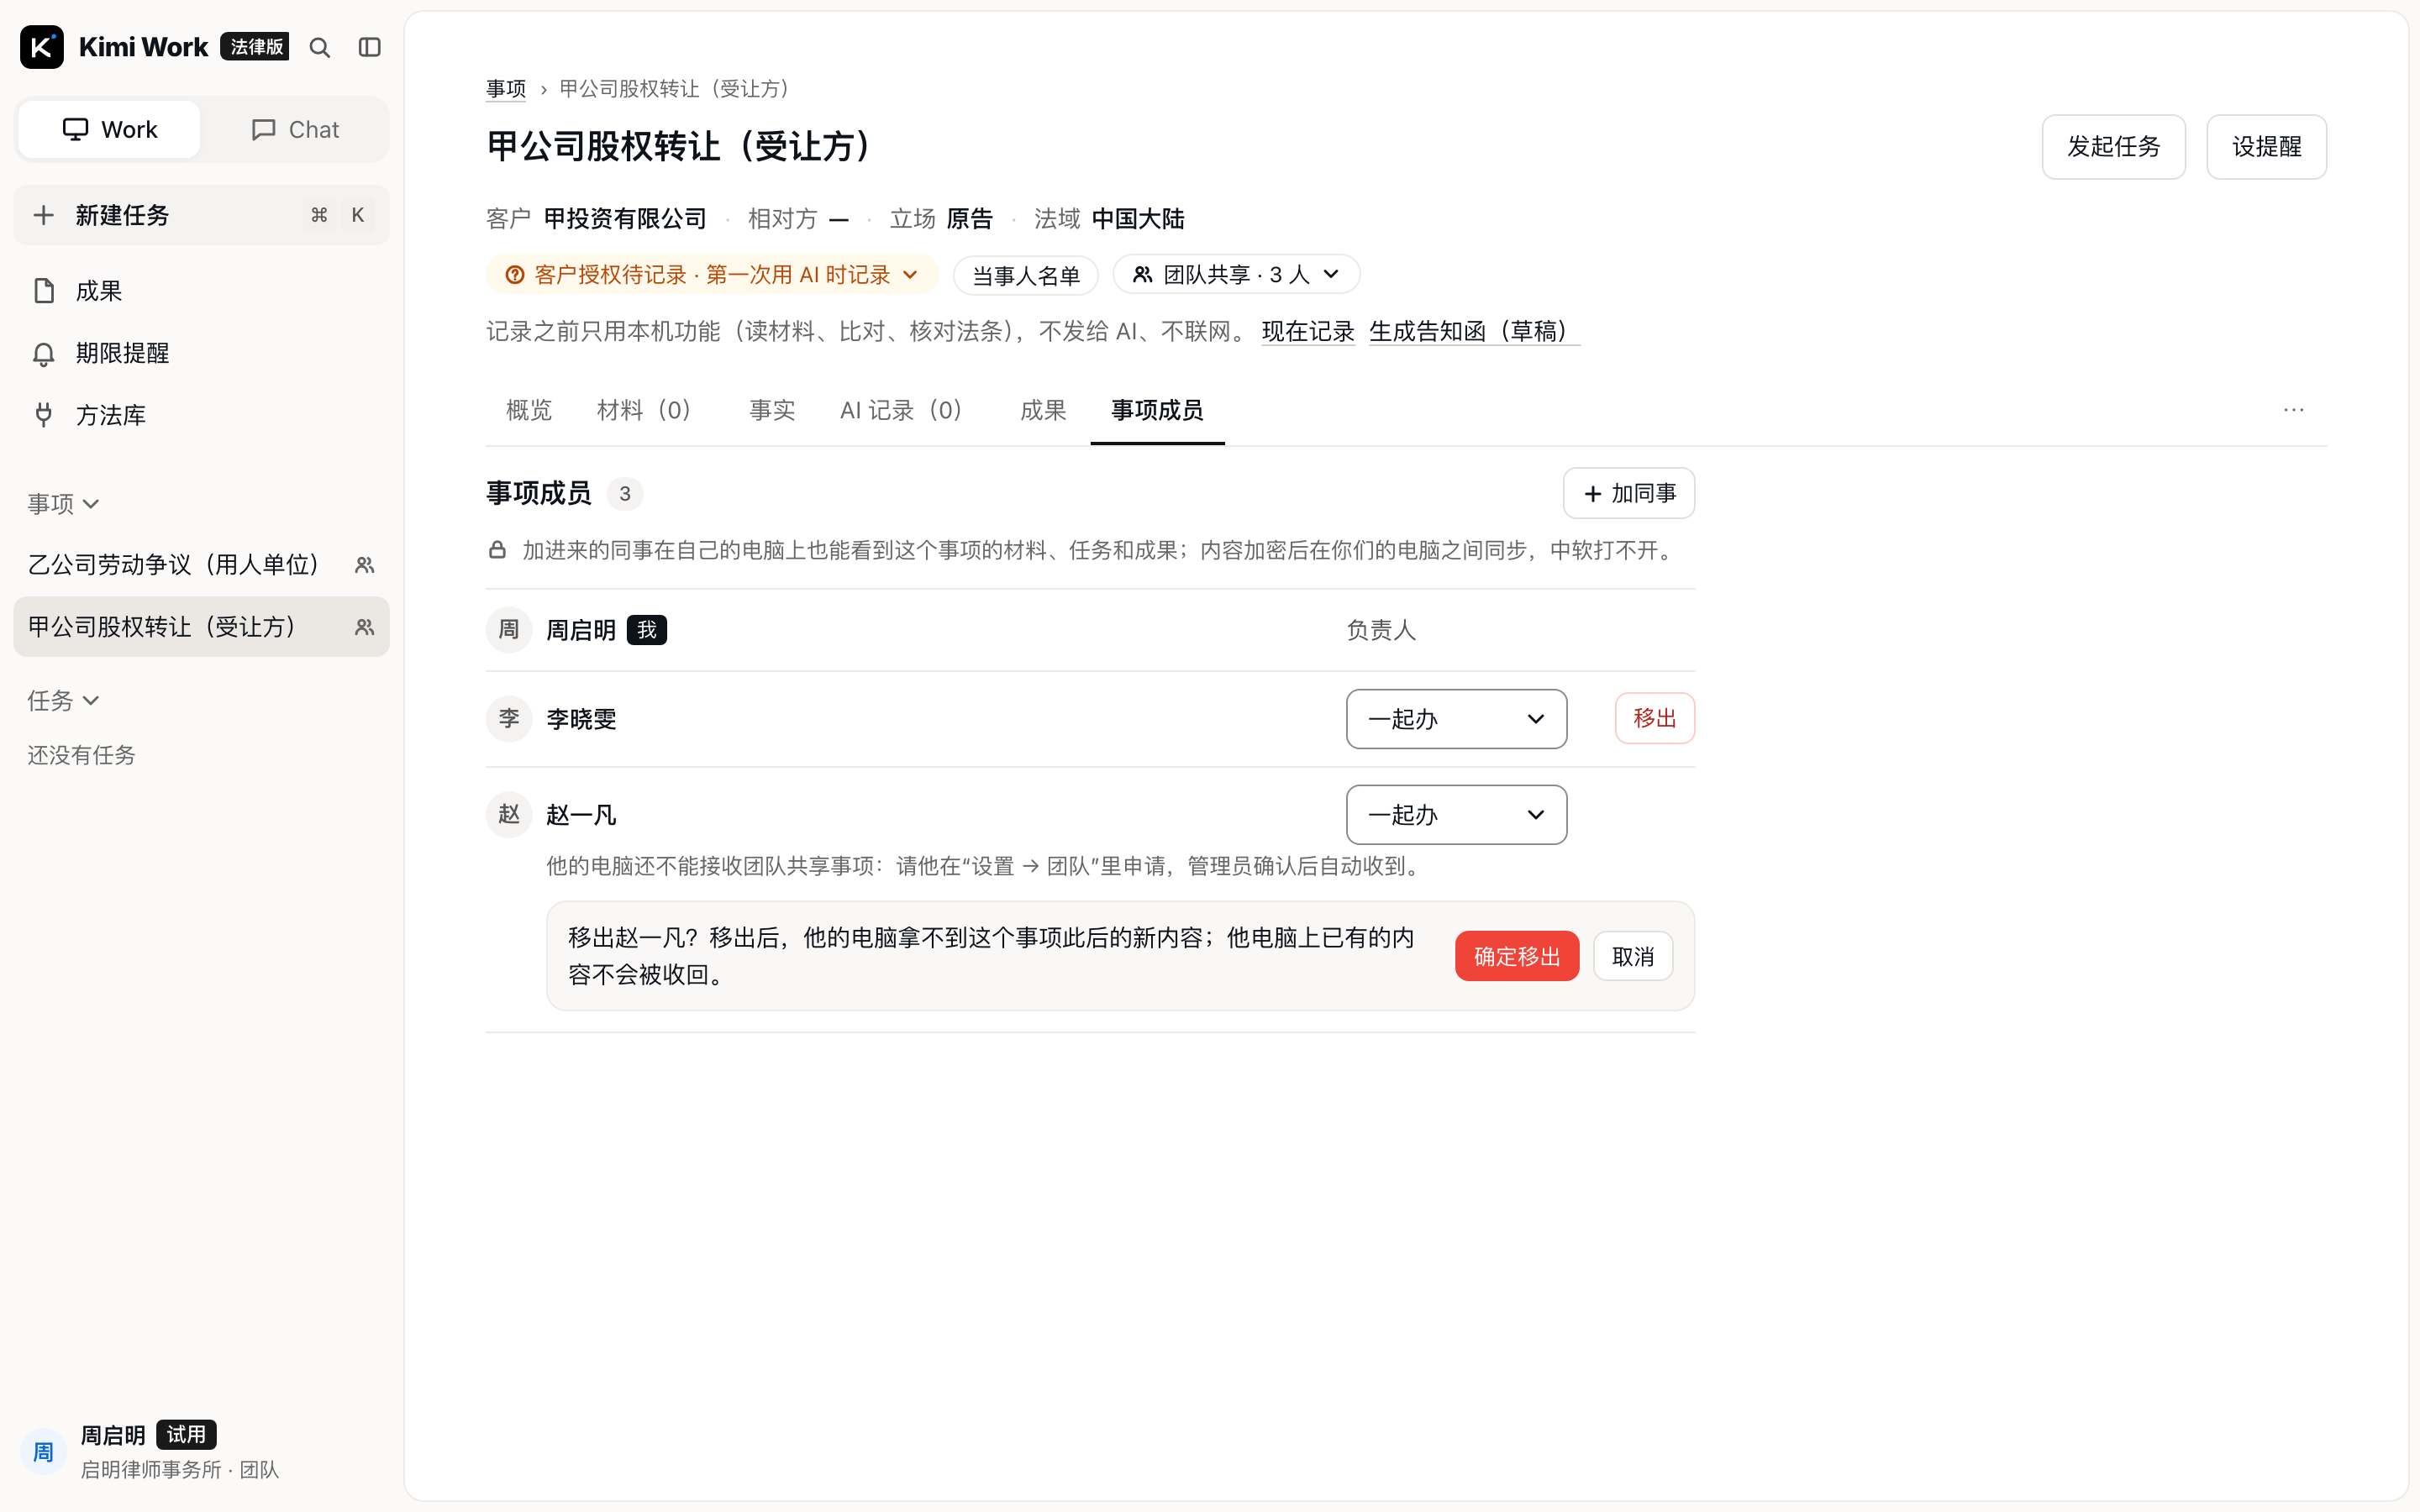 Kimi Work 法律版
Work
Chat
新建任务 ⌘ K
成果
期限提醒
方法库
事项
乙公司劳动争议（用人单位）
甲公司股权转让（受让方）
任务
还没有任务
周 周启明 试用
启明律师事务所 · 团队
事项 › 甲公司股权转让（受让方）
甲公司股权转让（受让方）
发起任务
设提醒
客户 甲投资有限公司 · 相对方 — · 立场 原告 · 法域 中国大陆
客户授权待记录 · 第一次用 AI 时记录
当事人名单
团队共享 · 3 人
记录之前只用本机功能（读材料、比对、核对法条），不发给 AI、不联网。 现在记录 生成告知函（草稿）
概览 材料（0） 事实 AI 记录（0） 成果 事项成员 ···
事项成员 3
+ 加同事
加进来的同事在自己的电脑上也能看到这个事项的材料、任务和成果；内容加密后在你们的电脑之间同步，中软打不开。
周 周启明 我 负责人
李 李晓雯 一起办 移出
赵 赵一凡 一起办
他的电脑还不能接收团队共享事项：请他在“设置 → 团队”里申请，管理员确认后自动收到。
移出赵一凡？移出后，他的电脑拿不到这个事项此后的新内容；他电脑上已有的内
容不会被收回。
确定移出
取消